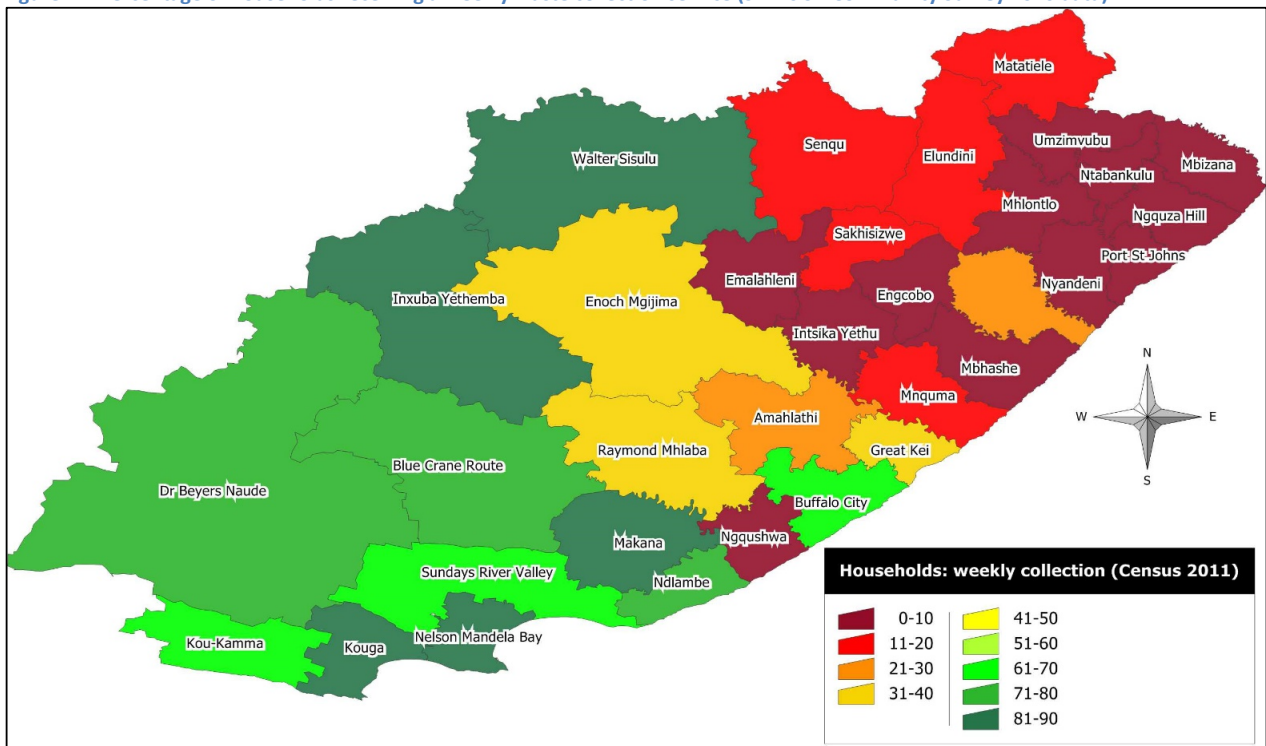 Matatiele
Umzimvubu
Senqu
Elundini
Mbizana
Walter Sisulu
Ntabankulu
Mhlontlo
Ngquza Hill
Sakhisizwe
Port St Johns
Emalahleni
Nyandeni
Engcobo
Inxuba Yethemba
Enoch Mgijima
Intsika Yethu
Mbhashe
Mnquma
N
W
E
S
Amahlathi
Raymond Mhlaba
Great Kei
Blue Crane Route
Dr Beyers Naude
Buffalo City
Makana
Ngqushwa
Sundays River Valley
Ndlambe
Nelson Mandela Bay
Kou-Kamma
Kouga
Households: weekly collection (Census 2011)
0-10
11-20
21-30
31-40
41-50
51-60
61-70
71-80
81-90